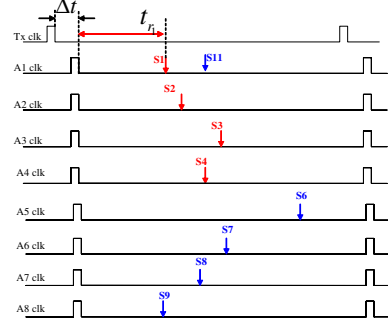 Δt
t_{r_1}
Tx clk
A1 clk
S1
S11
A2 clk
S2
A3 clk
S3
A4 clk
S4
A5 clk
S6
A6 clk
S7
A7 clk
S8
A8 clk
S9